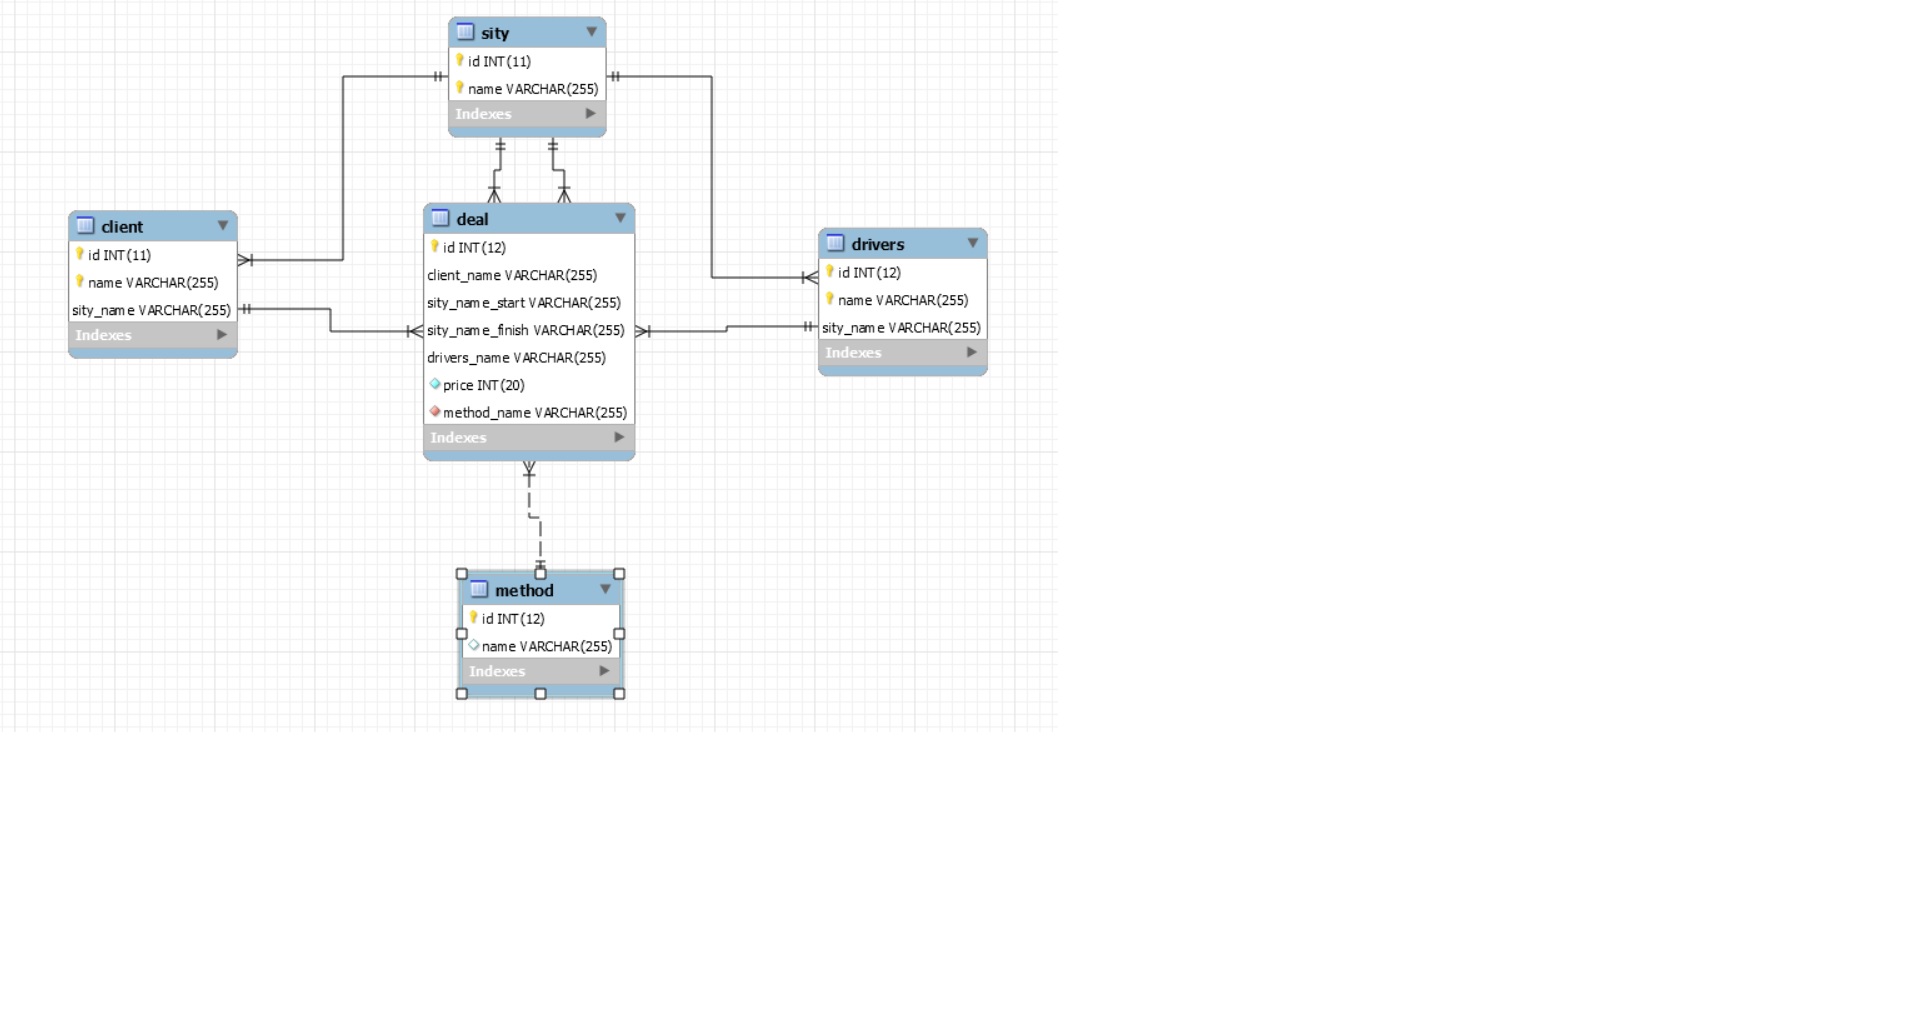 sity
id INT(11)
name VARCHAR(255)
Indexes
client
id INT(11)
name VARCHAR(255)
sity_name VARCHAR(255)
Indexes
deal
id INT(12)
client_name VARCHAR(255)
sity_name_start VARCHAR(255)
sity_name_finish VARCHAR(255)
drivers_name VARCHAR(255)
price INT(20)
method_name VARCHAR(255)
Indexes
drivers
id INT(12)
name VARCHAR(255)
sity_name VARCHAR(255)
Indexes
method
id INT(12)
name VARCHAR(255)
Indexes